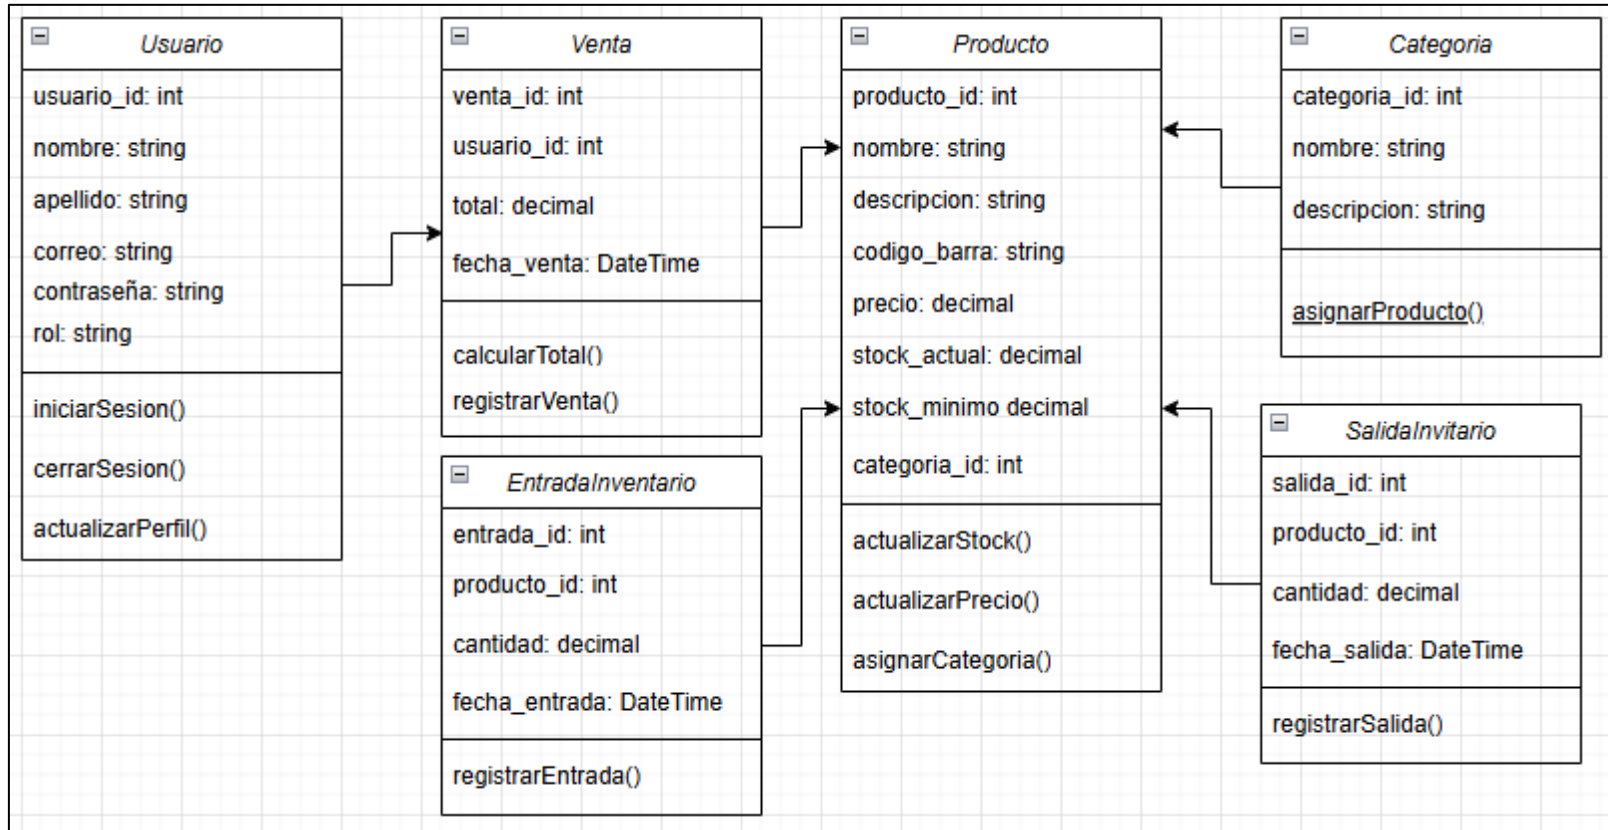 Usuario
usuario_id: int
nombre: string
apellido: string
correo: string
contraseña: string
rol: string
iniciarSesion()
cerrarSesion()
actualizarPerfil()
Venta
venta_id: int
usuario_id: int
total: decimal
fecha_venta: DateTime
calcularTotal()
registrarVenta()
EntradaInventario
entrada_id: int
producto_id: int
cantidad: decimal
fecha_entrada: DateTime
registrarEntrada()
Producto
producto_id: int
nombre: string
descripcion: string
codigo_barra: string
precio: decimal
stock_actual: decimal
stock_minimo decimal
categoria_id: int
actualizarStock()
actualizarPrecio()
asignarCategoria()
Categoria
categoria_id: int
nombre: string
descripcion: string
asignarProducto()
SalidaInvitario
salida_id: int
producto_id: int
cantidad: decimal
fecha_salida: DateTime
registrarSalida()